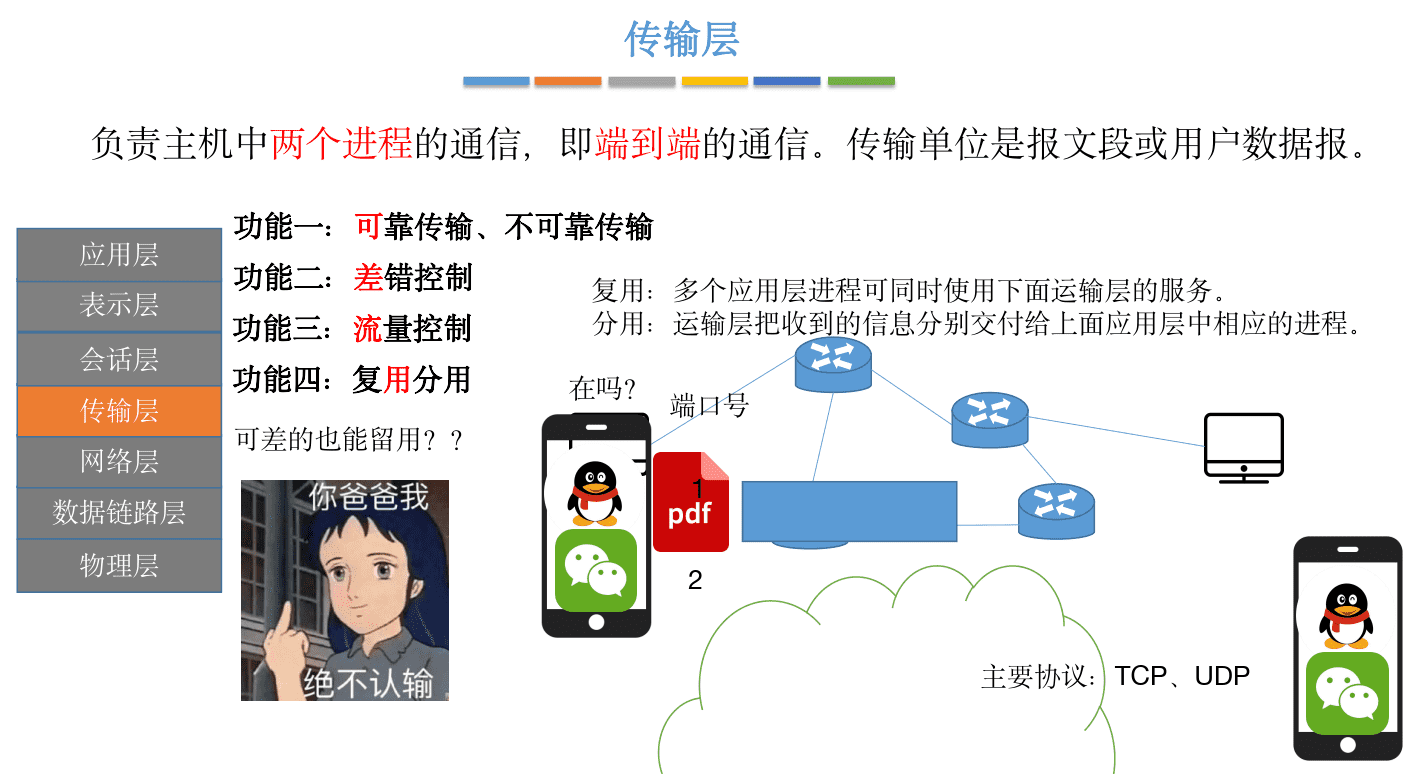 传输层
负责主机中两个进程的通信，即端到端的通信。传输单位是报文段或用户数据报。
应用层
表示层
会话层
传输层
网络层
数据链路层
物理层
功能一：可靠传输、不可靠传输
功能二：差错控制
功能三：流量控制
功能四：复用分用
可差的也能留用？？
你爸爸我
绝不认输
复用：多个应用层进程可同时使用下面运输层的服务。
分用：运输层把收到的信息分别交付给上面应用层中相应的进程。
在吗？
端口号
1
pdf
2
主要协议：TCP、UDP